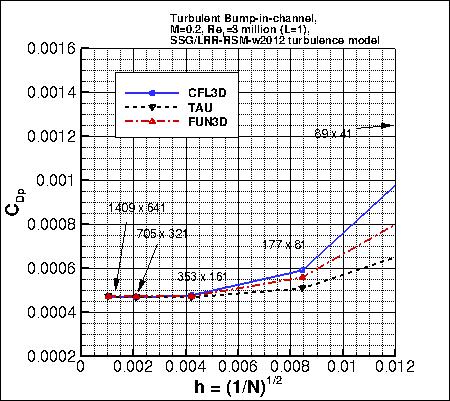 Turbulent Bump-in-channel,
M=0.2, Re_L=3 million (L=1),
SSG/LRR-RSM-w2012 turbulence model
0.0016
CFL3D
TAU
FUN3D
0.0014
0.0012
89 x 41
0.001
C_Dp
1409 x 641
0.0008
705 x 321
177 x 81
0.0006
353 x 161
0.0004
0.0002
0 0.002 0.004 0.006 0.008 0.01 0.012
h = (1/N)^1/2